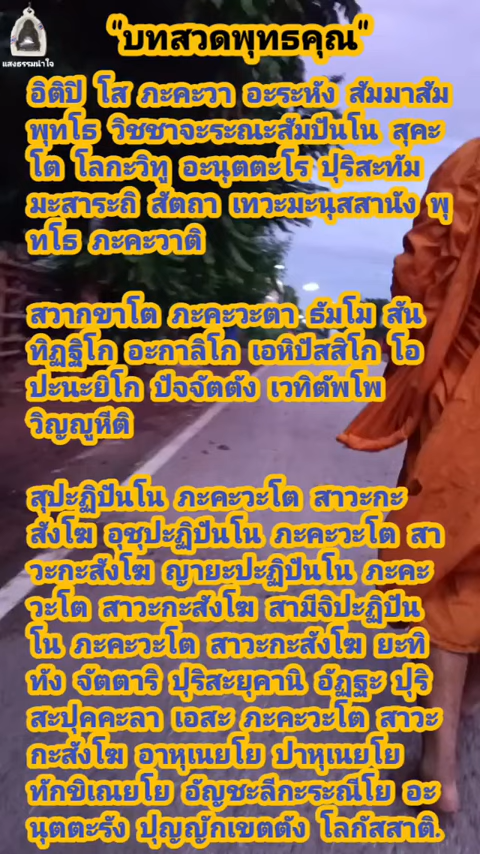 แสงธรรมนำใจ
"บทสวดพุทธคุณ"
อิติปิ โส ภะคะวา อะระหัง สัมมาสัม
พุทโธ วิชชาจะระณะสัมปันโน สุคะ
โต โลกะวิทู อะนุตตะโร ปุริสะทัม
มะสาระถิ สัตถา เทวะมะนุสสานัง พุ
ทโธ ภะคะวาติ
สวากขาโต ภะคะวะตา ธัมโม สัน
ทิฏฐิโก อะกาลิโก เอหิปัสสิโก โอ
ปะนะยิโก ปัจจัตตัง เวทิตัพโพ
วิญญูหีติ
สุปะฏิปันโน ภะคะวะโต สาวะกะ
สังโฆ อุชุปะฏิปันโน ภะคะวะโต สา
วะกะสังโฆ ญายะปะฏิปันโน ภะคะ
วะโต สาวะกะสังโฆ สามีจิปะฏิปัน
โน ภะคะวะโต สาวะกะสังโฆ ยะทิ
ทัง จัตตาริ ปุริสะยุคานิ อัฏฐะ ปุริ
สะปุคคะลา เอสะ ภะคะวะโต สาวะ
กะสังโฆ อาหุเนยโย ปาหุเนยโย
ทักขิเณยโย อัญชะลีกะระณีโย อะ
นุตตะรัง ปุญญักเขตตัง โลกัสสาติ.